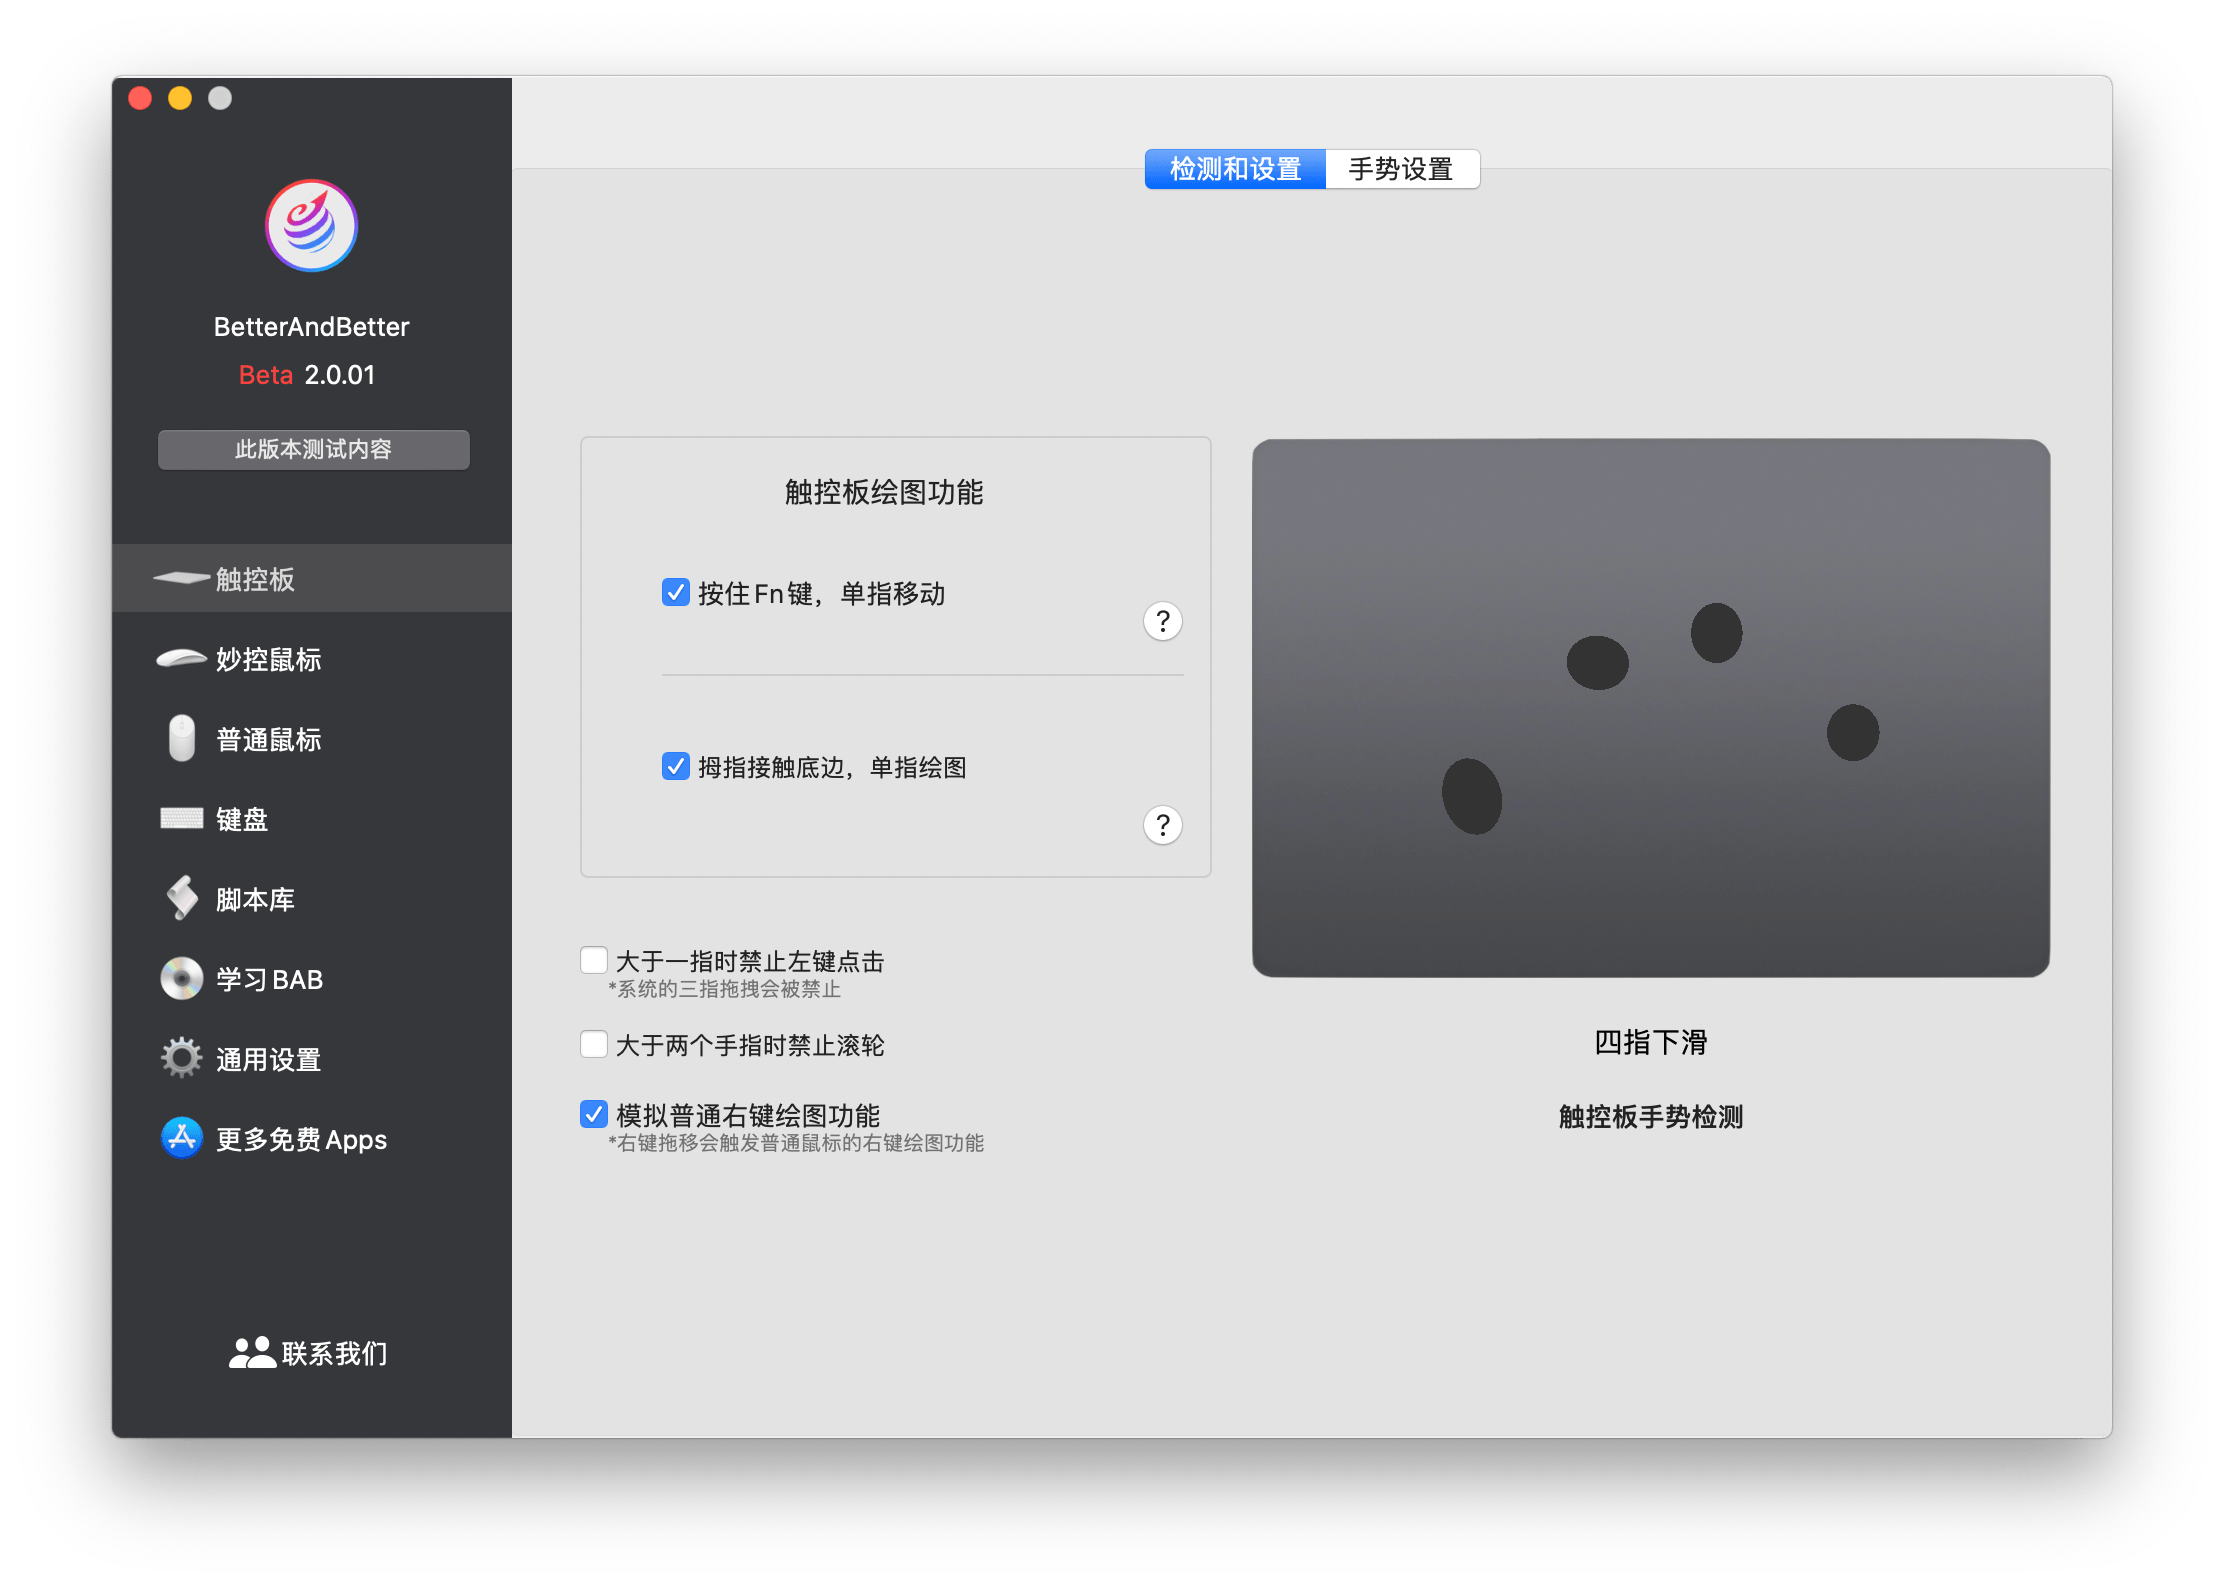 BetterAndBetter
Beta 2.0.01
此版本测试内容
触控板
妙控鼠标
普通鼠标
键盘
脚本库
学习BAB
通用设置
更多免费Apps
联系我们
检测和设置 手势设置
触控板绘图功能
按住Fn键，单指移动
?
拇指接触底边，单指绘图
?
大于一指时禁止左键点击
*系统的三指拖拽会被禁止
大于两个手指时禁止滚轮
模拟普通右键绘图功能
*右键拖移会触发普通鼠标的右键绘图功能
四指下滑
触控板手势检测